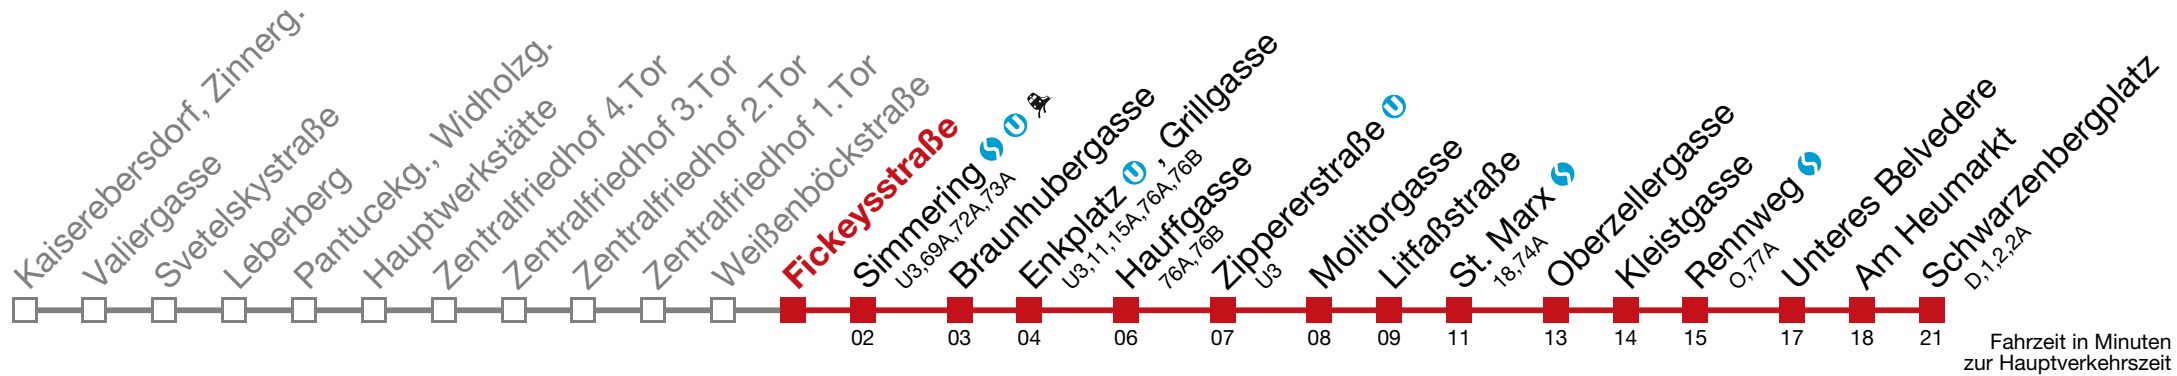 Kaiserebersdorf, Zinnerg.
Valiergasse
Svetelskystraße
Leberberg
Pantucekg., Widholzg.
Hauptwerkstätte
Zentralfriedhof 4.Tor
Zentralfriedhof 3.Tor
Zentralfriedhof 2.Tor
Zentralfriedhof 1.Tor
Weißenböckstraße
Fickeysstraße
Simmering
U3,69A,72A,73A
Braunhubergasse
Enkplatz U, Grillgasse
U3,11,15A,76A,76B
Hauffgasse
76A,76B
Zippererstraße U
U3
Molitorgasse
Litfaßstraße
St. Marx
18,74A
Oberzellergasse
Kleistgasse
Rennweg
O,77A
Unteres Belvedere
Am Heumarkt
Schwarzenbergplatz
D,1,2,2A
02 03 04 06 07 08 09 11 13 14 15 17 18 21
Fahrzeit in Minuten
zur Hauptverkehrszeit